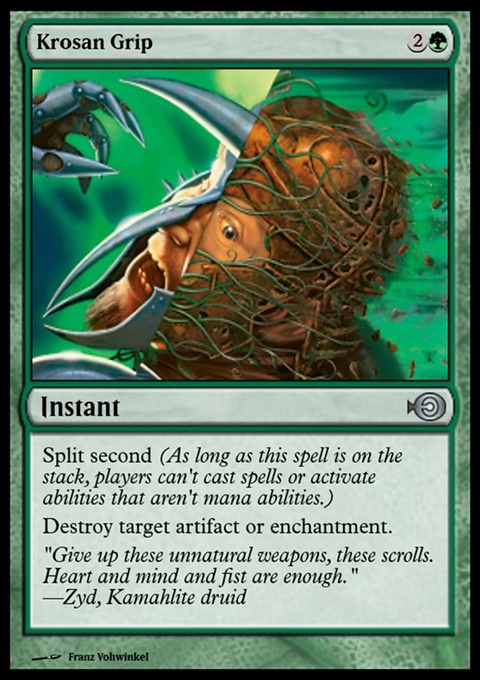 Krosan Grip 2
Instant
Split second (As long as this spell is on the
stack, players can't cast spells or activate
abilities that aren't mana abilities.)
Destroy target artifact or enchantment.
"Give up these unnatural weapons, these scrolls.
Heart and mind and fist are enough."
—Zyd, Kamahlite druid
Franz Vohwinkel